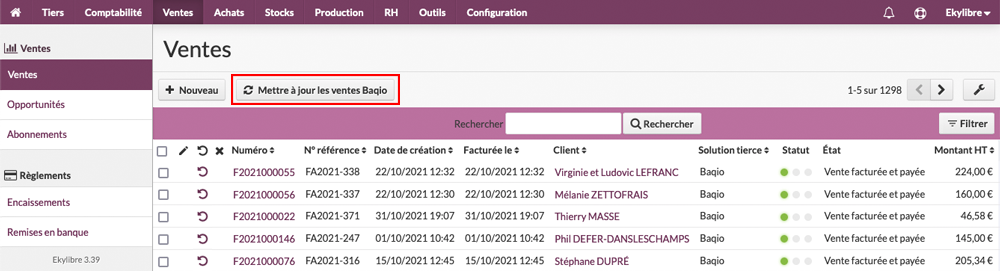 Tiers Comptabilité Ventes Achats Stocks Production RH Outils Configuration Ekylibre
Ventes
Ventes
Opportunités
Abonnements
Règlements
Encaissements
Remises en banque
Ekylibre 3.39
Ventes
Nouveau Mettre à jour les ventes Baqio 1-5 sur 1298
Rechercher Rechercher Filtrer
Numéro N° référence Date de création Facturée le Client Solution tierce Statut État Montant HT
F2021000055 FA2021-338 22/10/2021 12:32 22/10/2021 12:32 Virginie et Ludovic LEFRANC Baqio Vente facturée et payée 224,00 €
F2021000056 FA2021-337 22/10/2021 12:30 22/10/2021 12:30 Mélanie ZETTOFRAIS Baqio Vente facturée et payée 160,00 €
F2021000022 FA2021-371 31/10/2021 19:07 31/10/2021 19:07 Thierry MASSE Baqio Vente facturée et payée 46,58 €
F2021000146 FA2021-247 01/10/2021 10:42 01/10/2021 10:42 Phil DEFER-DANSLESCHAMPS Baqio Vente facturée et payée 145,00 €
F2021000076 FA2021-316 15/10/2021 12:45 15/10/2021 12:45 Stéphane DUPRÉ Baqio Vente facturée et payée 205,34 €